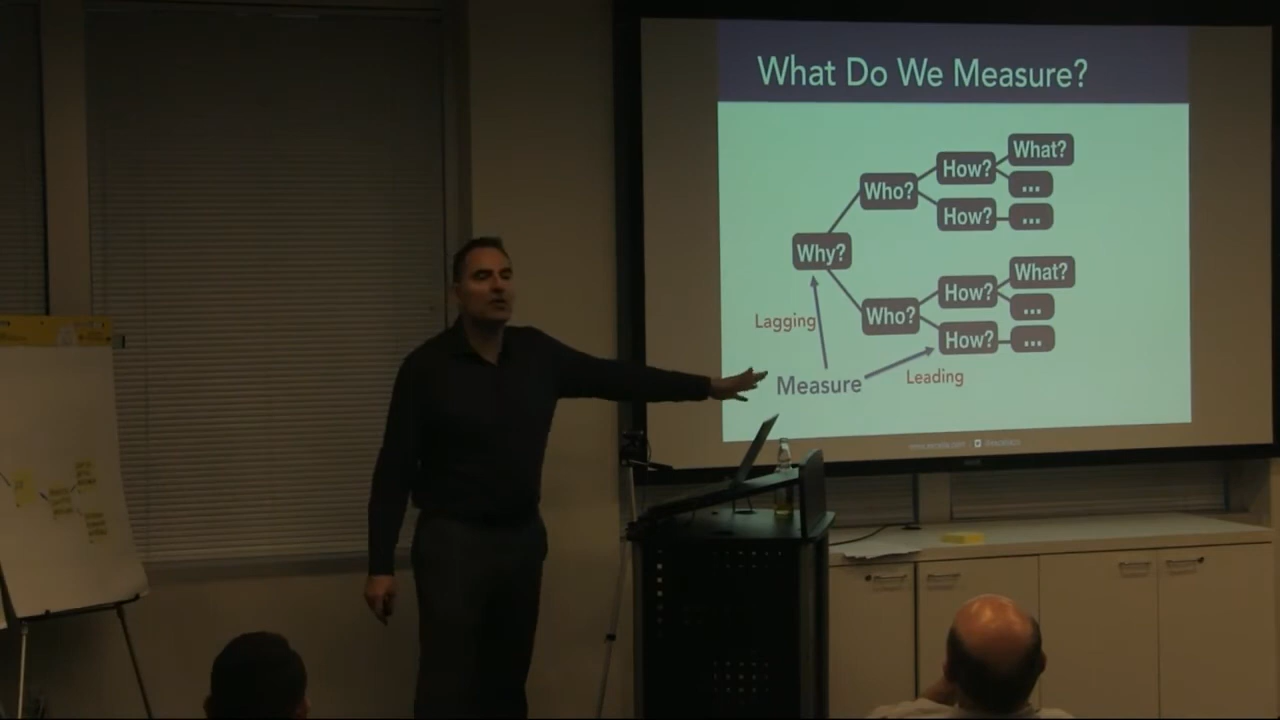 What Do We Measure?
What?
How?
...
Who?
How?
...
Why?
What?
How?
...
Who?
How?
...
Lagging
Measure
Leading